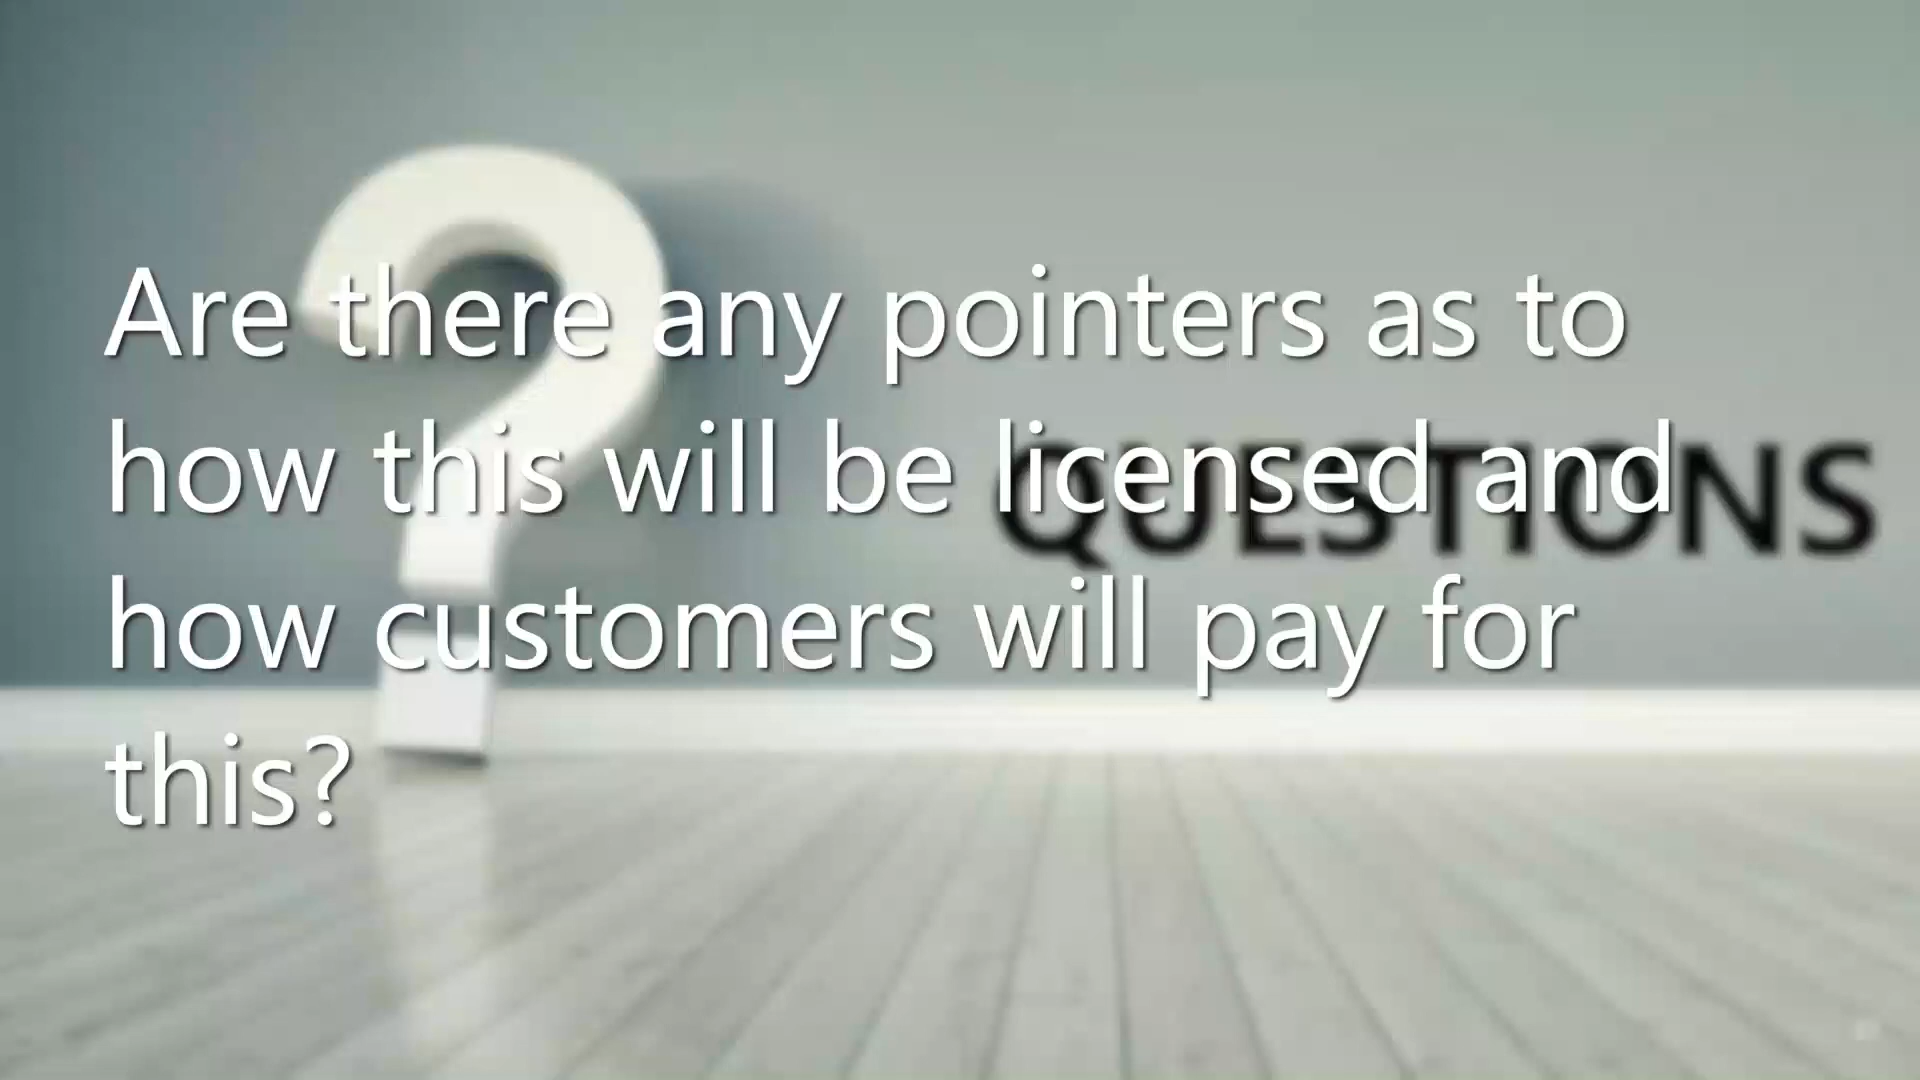 Are there any pointers as to
how this will be licensed and
how customers will pay for
this?
QUESTIONS